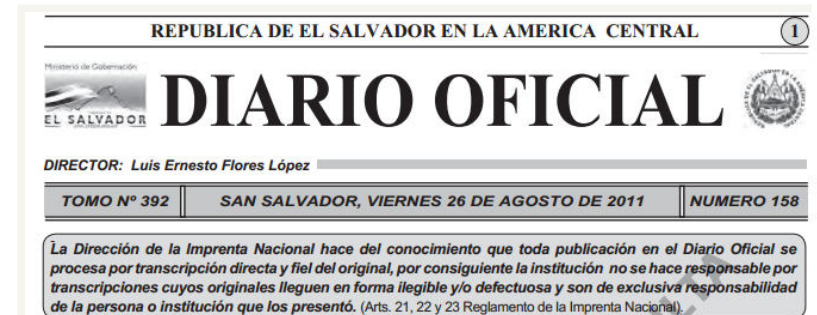 REPUBLICA DE EL SALVADOR EN LA AMERICA CENTRAL
1
Ministerio de Gobernación
EL SALVADOR
DIARIO OFICIAL
DIRECTOR: Luis Ernesto Flores López
TOMO Nº 392
SAN SALVADOR, VIERNES 26 DE AGOSTO DE 2011
NUMERO 158
La Dirección de la Imprenta Nacional hace del conocimiento que toda publicación en el Diario Oficial se
procesa por transcripción directa y fiel del original, por consiguiente la institución no se hace responsable por
transcripciones cuyos originales lleguen en forma ilegible y/o defectuosa y son de exclusiva responsabilidad
de la persona o institución que los presentó. (Arts. 21, 22 y 23 Reglamento de la Imprenta Nacional).